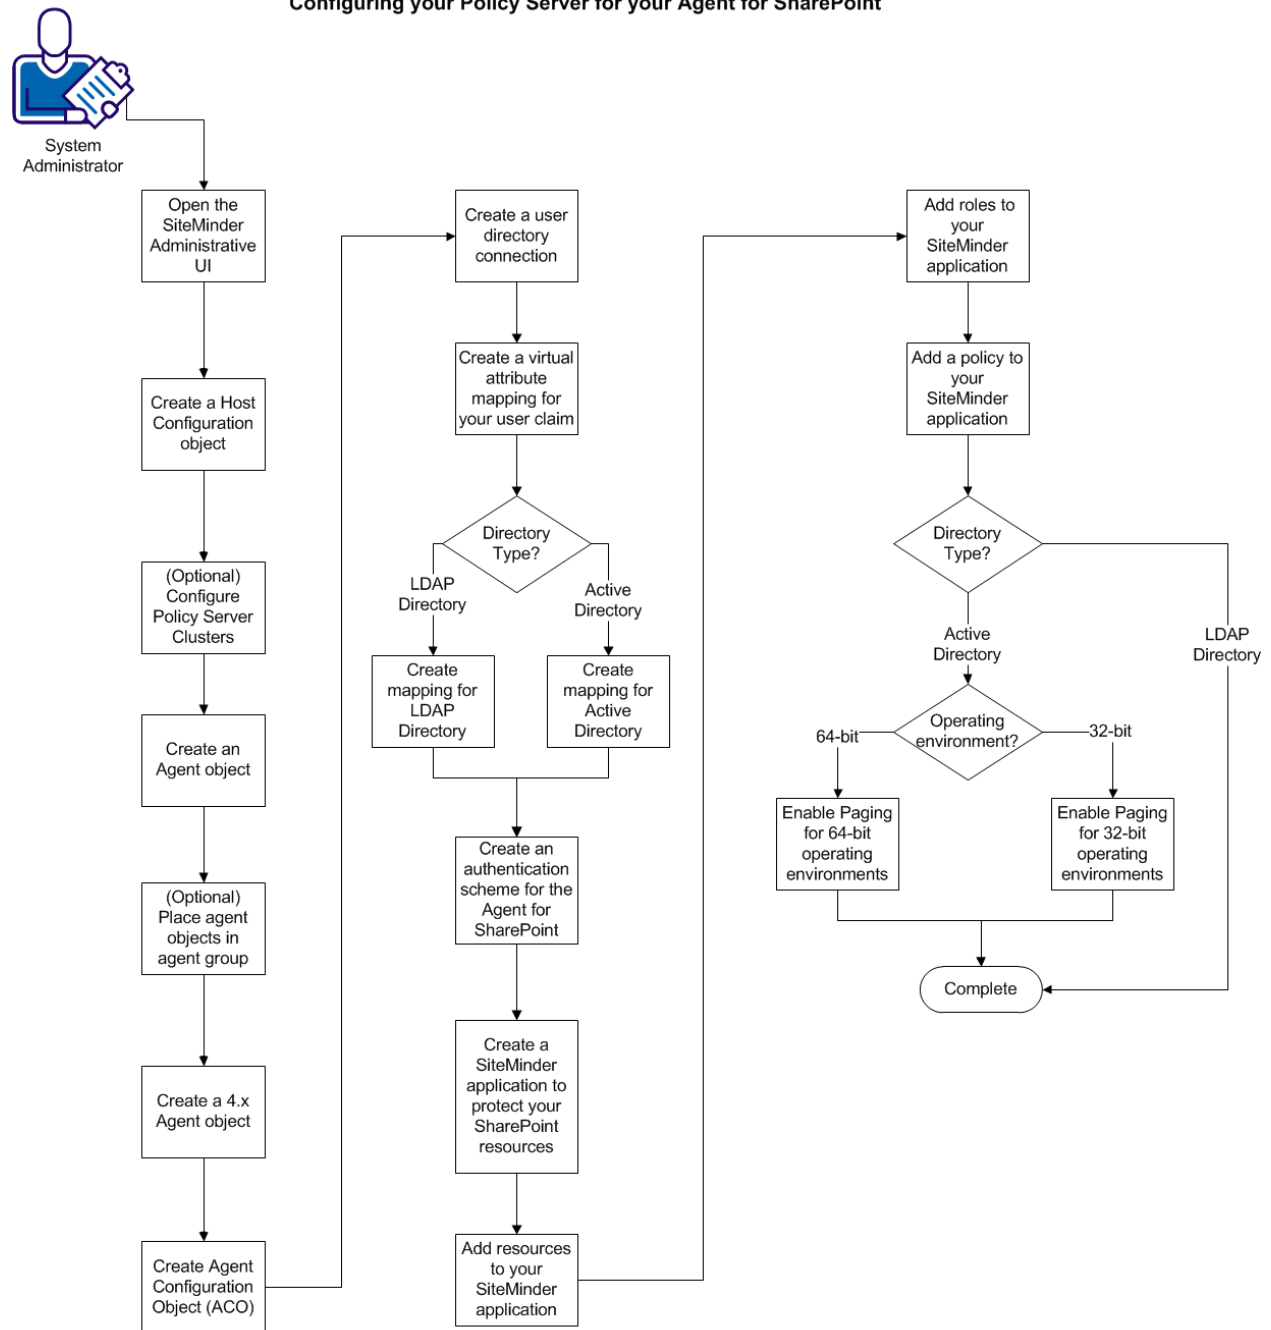 Configuring your Policy Server for your Agent for SharePoint
System
Administrator
Open the
SiteMinder
Administrative
UI
Create a Host
Configuration
object
(Optional)
Configure
Policy Server
Clusters
Create an
Agent object
(Optional)
Place agent
objects in
agent group
Create a 4.x
Agent object
Create Agent
Configuration
Object (ACO)
Create a user
directory
connection
Create a virtual
attribute
mapping for
your user claim
Directory
Type?
LDAP
Directory
Active
Directory
Create
mapping for
LDAP
Directory
Create
mapping for
Active
Directory
Create an
authentication
scheme for the
Agent for
SharePoint
Create a
SiteMinder
application to
protect your
SharePoint
resources
Add resources
to your
SiteMinder
application
Add roles to
your
SiteMinder
application
Add a policy to
your
SiteMinder
application
Directory
Type?
Active
Directory
LDAP
Directory
Operating
environment?
64-bit
32-bit
Enable Paging
for 64-bit
operating
environments
Enable Paging
for 32-bit
operating
environments
Complete